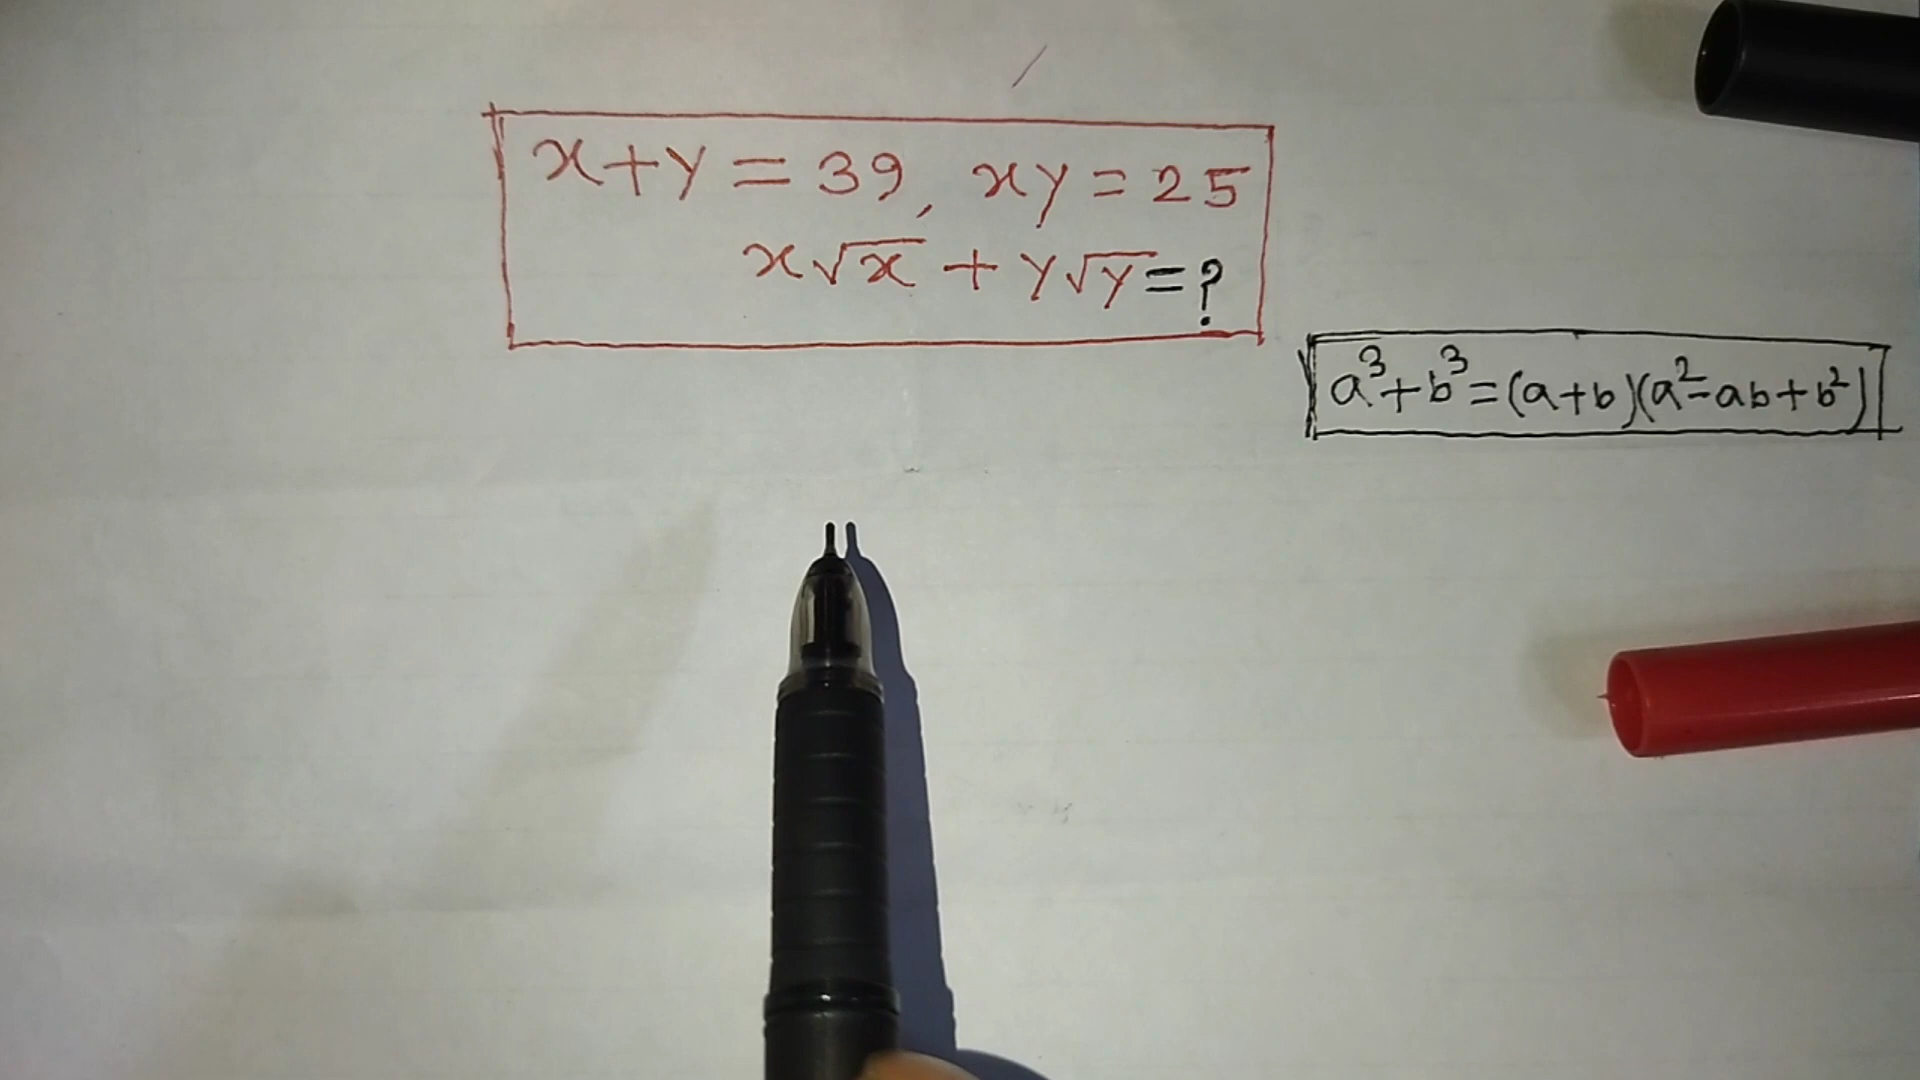 x+y=39, xy=25
x√x + y√y=?
a³+b³=(a+b)(a²-ab+b²)